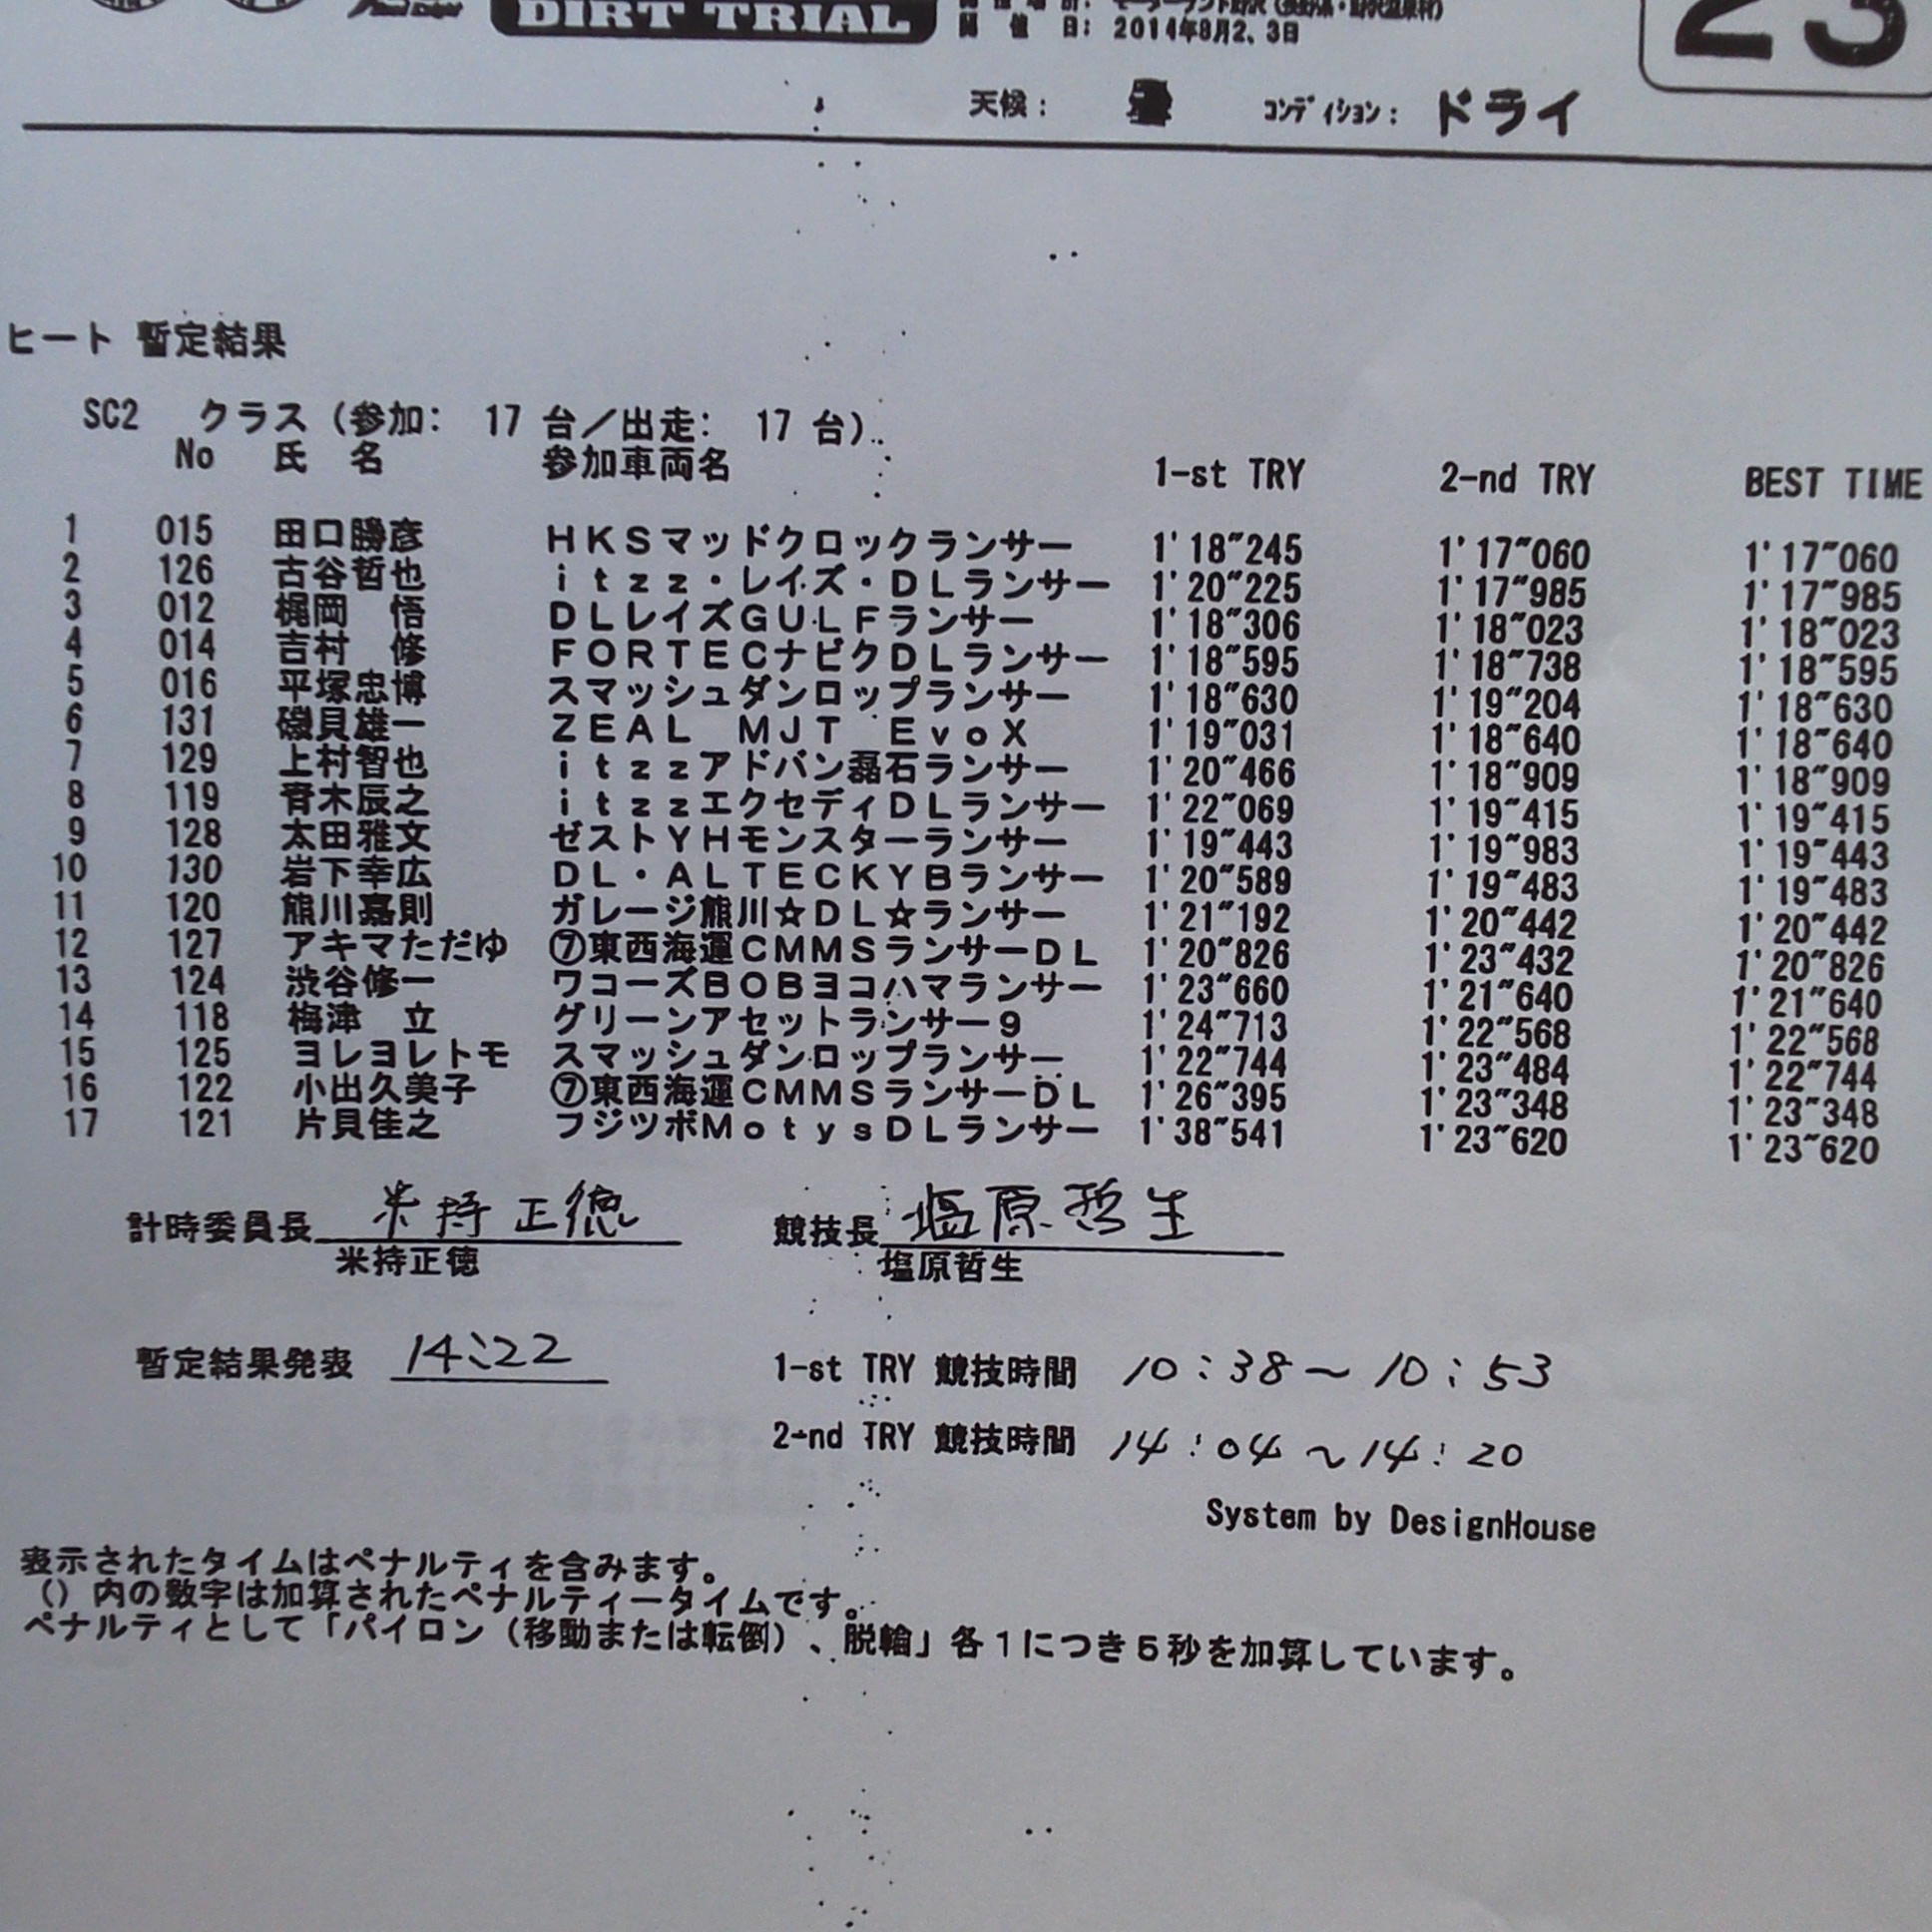 DIRT TRIAL
開催日: 2014年8月2、3日
23
天候: コンディション: ドライ
ヒート 暫定結果
SC2 クラス (参加: 17 台/出走: 17 台)
No 氏 名 参加車両名 1-st TRY 2-nd TRY BEST TIME
1 015 田口勝彦 HKSマッドクロックランサー 1'18"245 1'17"060 1'17"060
2 126 古谷哲也 itzz・レイズ・DLランサー 1'20"225 1'17"985 1'17"985
3 012 梶岡 悟 DLレイズGULFランサー 1'18"306 1'18"023 1'18"023
4 014 吉村 修 FORTECナビクDLランサー 1'18"595 1'18"738 1'18"595
5 016 平塚忠博 スマッシュダンロップランサー 1'18"630 1'19"204 1'18"630
6 131 磯貝雄一 ZEAL MJT EvoX 1'19"031 1'18"640 1'18"640
7 129 上村智也 itzzアドバン磊石ランサー 1'20"466 1'18"909 1'18"909
8 119 青木辰之 itzzエクセディDLランサー 1'22"069 1'19"415 1'19"415
9 128 太田雅文 ゼストYHモンスターランサー 1'19"443 1'19"983 1'19"443
10 130 岩下幸広 DL・ALTECKYBランサー 1'20"589 1'19"483 1'19"483
11 120 熊川嘉則 ガレージ熊川☆DL☆ランサー 1'21"192 1'20"442 1'20"442
12 127 アキマただゆ ⑦東西海運CMMSランサーDL 1'20"826 1'23"432 1'20"826
13 124 渋谷修一 ワコーズBOBヨコハマランサー 1'23"660 1'21"640 1'21"640
14 118 梅津 立 グリーンアセットランサー9 1'24"713 1'22"568 1'22"568
15 125 ヨレヨレトモ スマッシュダンロップランサー 1'22"744 1'23"484 1'22"744
16 122 小出久美子 ⑦東西海運CMMSランサーDL 1'26"395 1'23"348 1'23"348
17 121 片貝佳之 フジツボMotysDLランサー 1'38"541 1'23"620 1'23"620
計時委員長 米持正徳 競技長 塩原哲生
米持正徳 塩原哲生
暫定結果発表 14:22 1-st TRY 競技時間 10:38～10:53
2-nd TRY 競技時間 14:04～14:20
System by DesignHouse
表示されたタイムはペナルティを含みます。
()内の数字は加算されたペナルティータイムです。
ペナルティとして「パイロン(移動または転倒)、脱輪」各1につき5秒を加算しています。